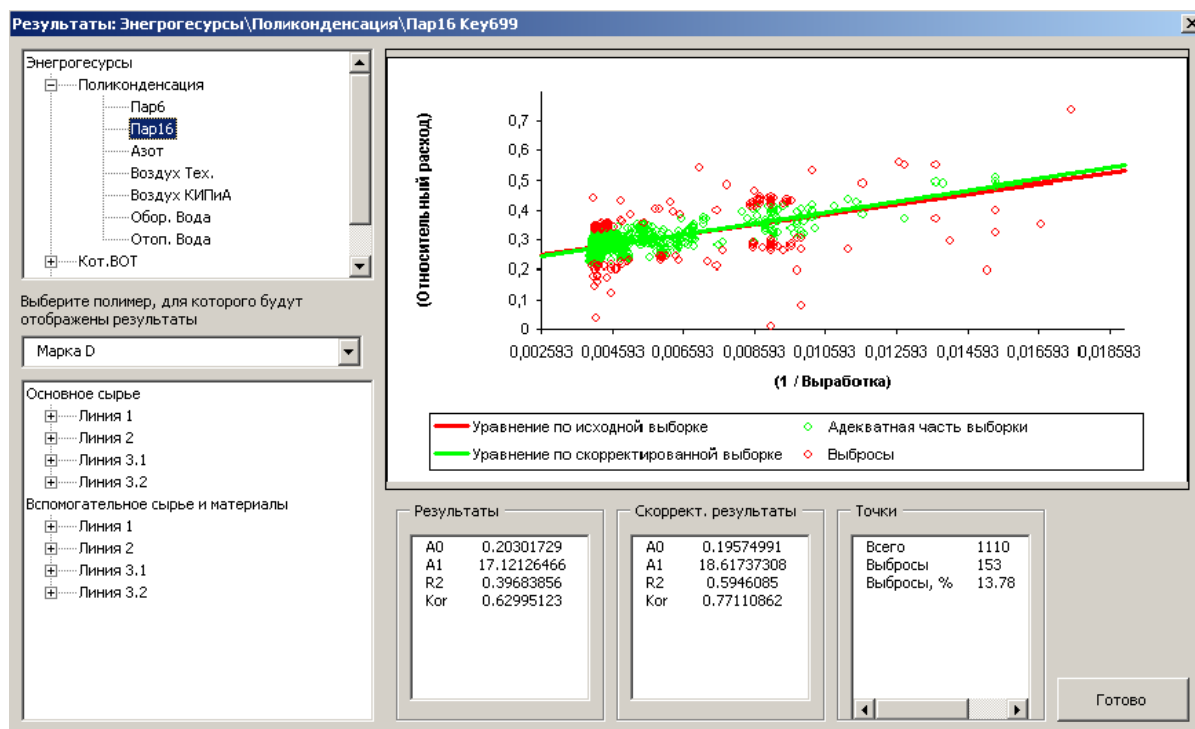 Результаты: Энегрогесурсы\Поликонденсация\Пар16 Key699
Энегрогесурсы
Поликонденсация
Пар6
Пар16
Азот
Воздух Тех.
Воздух КИПиА
Обор. Вода
Отоп. Вода
Кот.ВОТ
Выберите полимер, для которого будут
отображены результаты
Марка D
Основное сырье
Линия 1
Линия 2
Линия 3.1
Линия 3.2
Вспомогательное сырье и материалы
Линия 1
Линия 2
Линия 3.1
Линия 3.2
(Относительный расход)
0,7
0,6
0,5
0,4
0,3
0,2
0,1
0
0,002593 0,004593 0,006593 0,008593 0,010593 0,012593 0,014593 0,016593 0,018593
(1 / Выработка)
Уравнение по исходной выборке
Адекватная часть выборки
Уравнение по скорректированной выборке
Выбросы
Результаты
A0 0.20301729
A1 17.12126466
R2 0.39683856
Kor 0.62995123
Скоррект. результаты
A0 0.19574991
A1 18.61737308
R2 0.5946085
Kor 0.77110862
Точки
Всего 1110
Выбросы 153
Выбросы, % 13.78
Готово